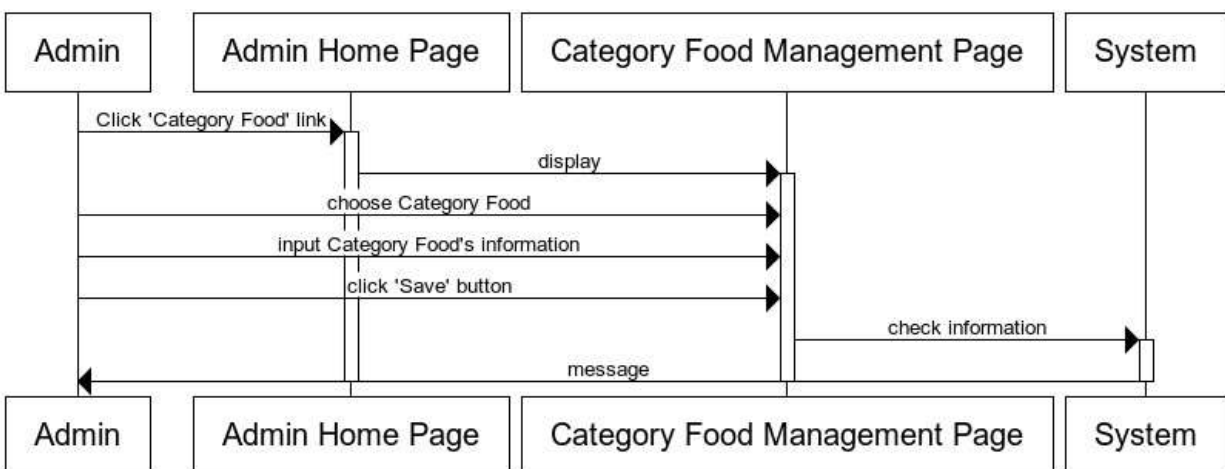 Admin
Admin Home Page
Category Food Management Page
System
Click 'Category Food' link
display
choose Category Food
input Category Food's information
click 'Save' button
check information
message
Admin
Admin Home Page
Category Food Management Page
System